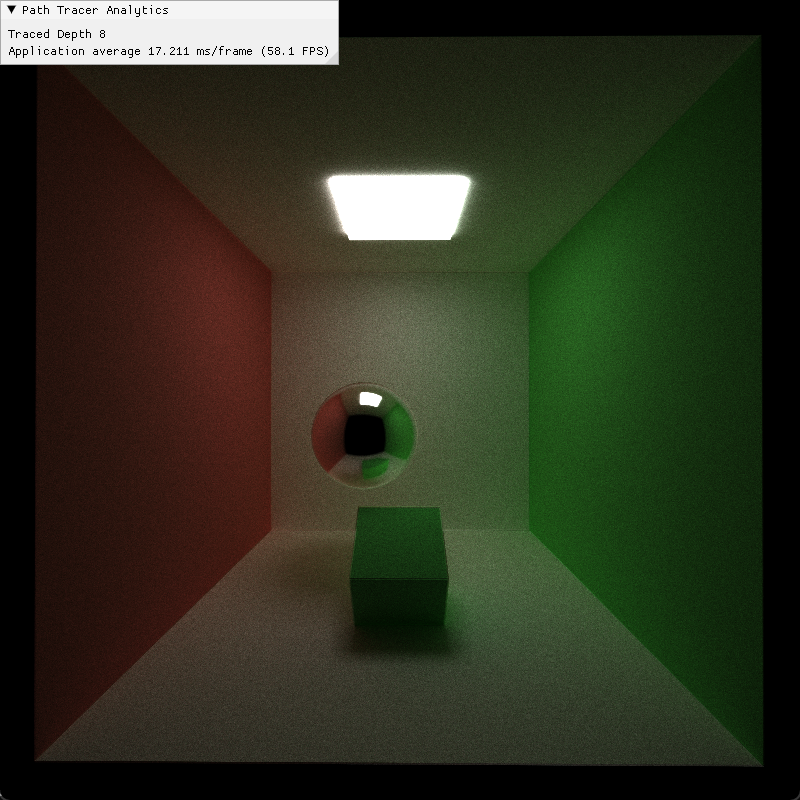 Path Tracer Analytics
Traced Depth 8
Application average 17.211 ms/frame (58.1 FPS)